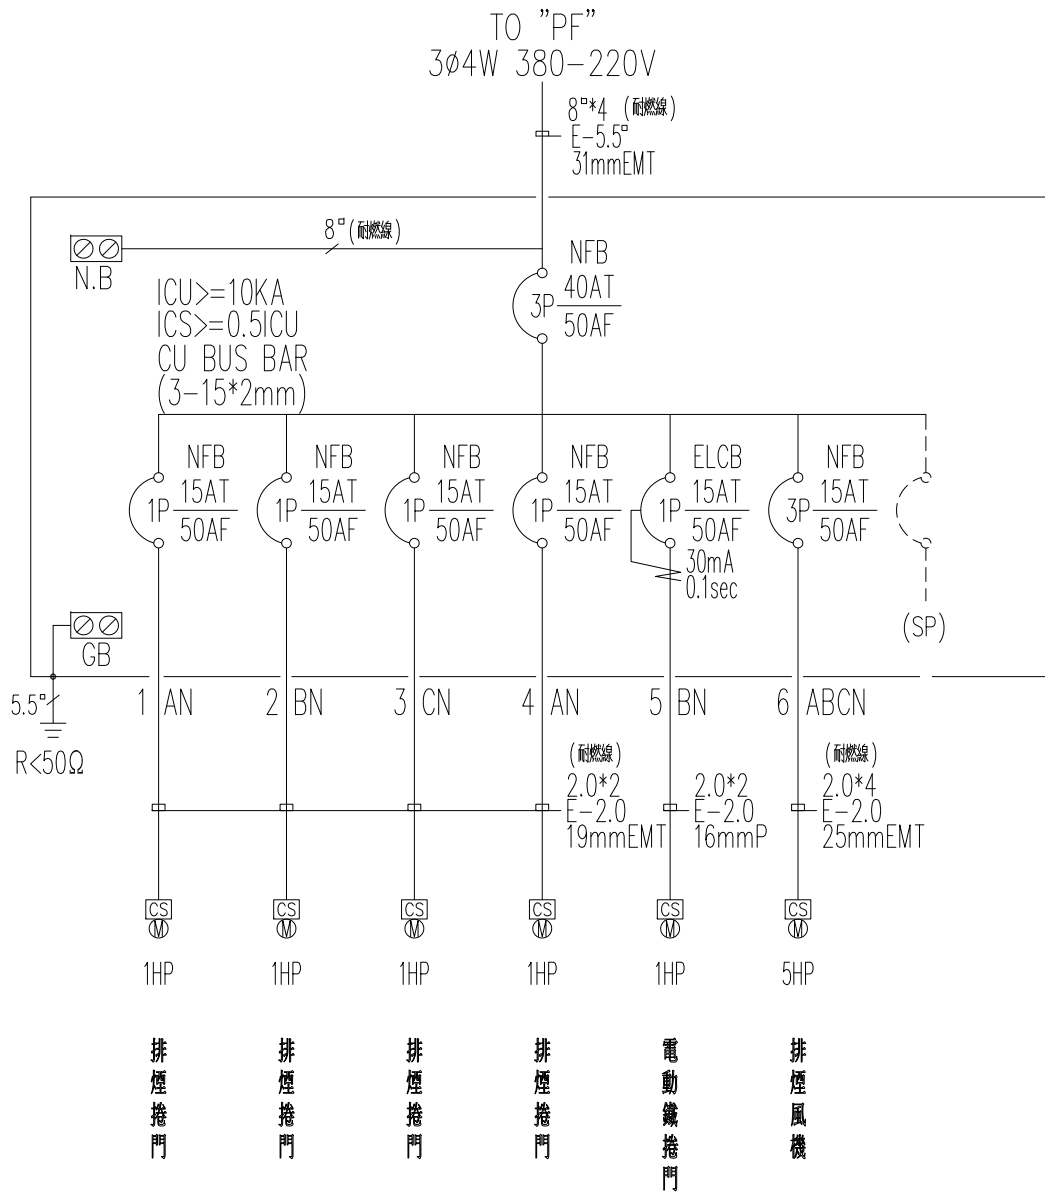 TO "PF"
3ø4W 380-220V
8□*4 (耐燃線)
E-5.5□
31mmEMT
8□(耐燃線)
N.B
NFB
3P 40AT
50AF
ICU>=10KA
ICS>=0.5ICU
CU BUS BAR
(3-15*2mm)
NFB
1P 15AT
50AF
NFB
1P 15AT
50AF
NFB
1P 15AT
50AF
NFB
1P 15AT
50AF
ELCB
1P 15AT
50AF
30mA
0.1sec
NFB
3P 15AT
50AF
(SP)
GB
5.5□
R<50Ω
1 AN
2 BN
3 CN
4 AN
5 BN
6 ABCN
(耐燃線)
2.0*2
E-2.0
19mmEMT
2.0*2
E-2.0
16mmP
(耐燃線)
2.0*4
E-2.0
25mmEMT
CS
M
1HP
排煙捲門
CS
M
1HP
排煙捲門
CS
M
1HP
排煙捲門
CS
M
1HP
排煙捲門
CS
M
1HP
電動鐵捲門
CS
M
5HP
排煙風機